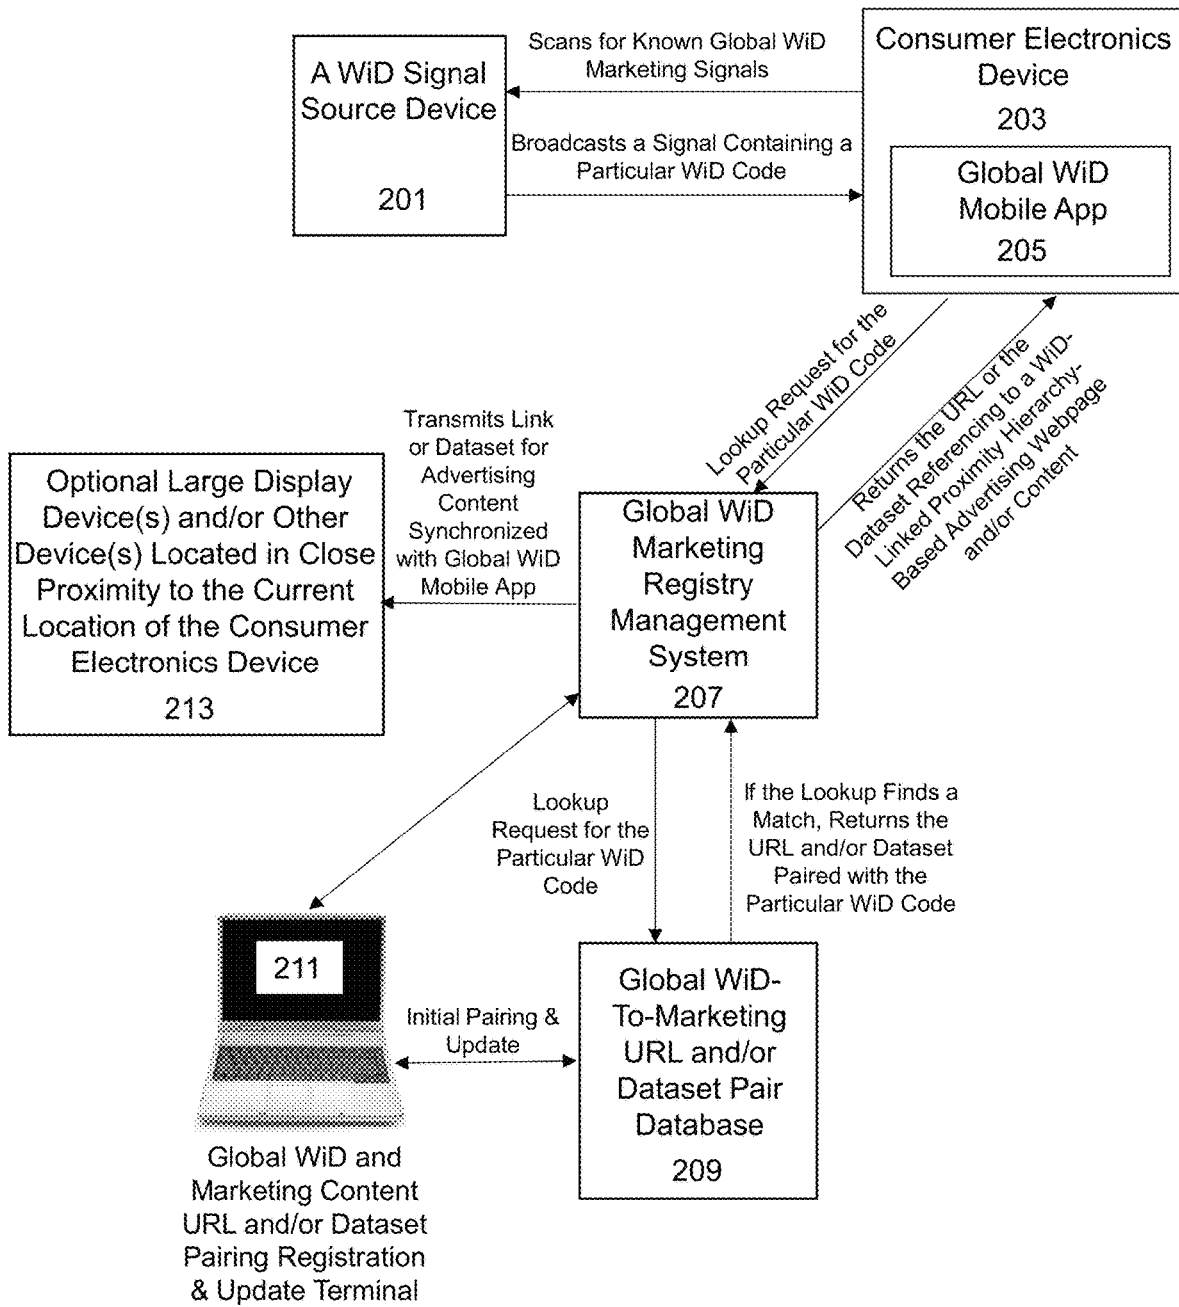 A WiD Signal
Source Device
201
Scans for Known Global WiD
Marketing Signals
Broadcasts a Signal Containing a
Particular WiD Code
Consumer Electronics
Device
203
Global WiD
Mobile App
205
Lookup Request for the
Particular WiD Code
Returns the URL or the
Dataset Referencing to a WiD-
Linked Proximity Hierarchy-
Based Advertising Webpage
and/or Content
Transmits Link
or Dataset for
Advertising
Content
Synchronized
with Global WiD
Mobile App
Optional Large Display
Device(s) and/or Other
Device(s) Located in Close
Proximity to the Current
Location of the Consumer
Electronics Device
213
Global WiD
Marketing
Registry
Management
System
207
Lookup
Request for the
Particular WiD
Code
If the Lookup Finds a
Match, Returns the
URL and/or Dataset
Paired with the
Particular WiD Code
211
Initial Pairing &
Update
Global WiD-
To-Marketing
URL and/or
Dataset Pair
Database
209
Global WiD and
Marketing Content
URL and/or Dataset
Pairing Registration
& Update Terminal